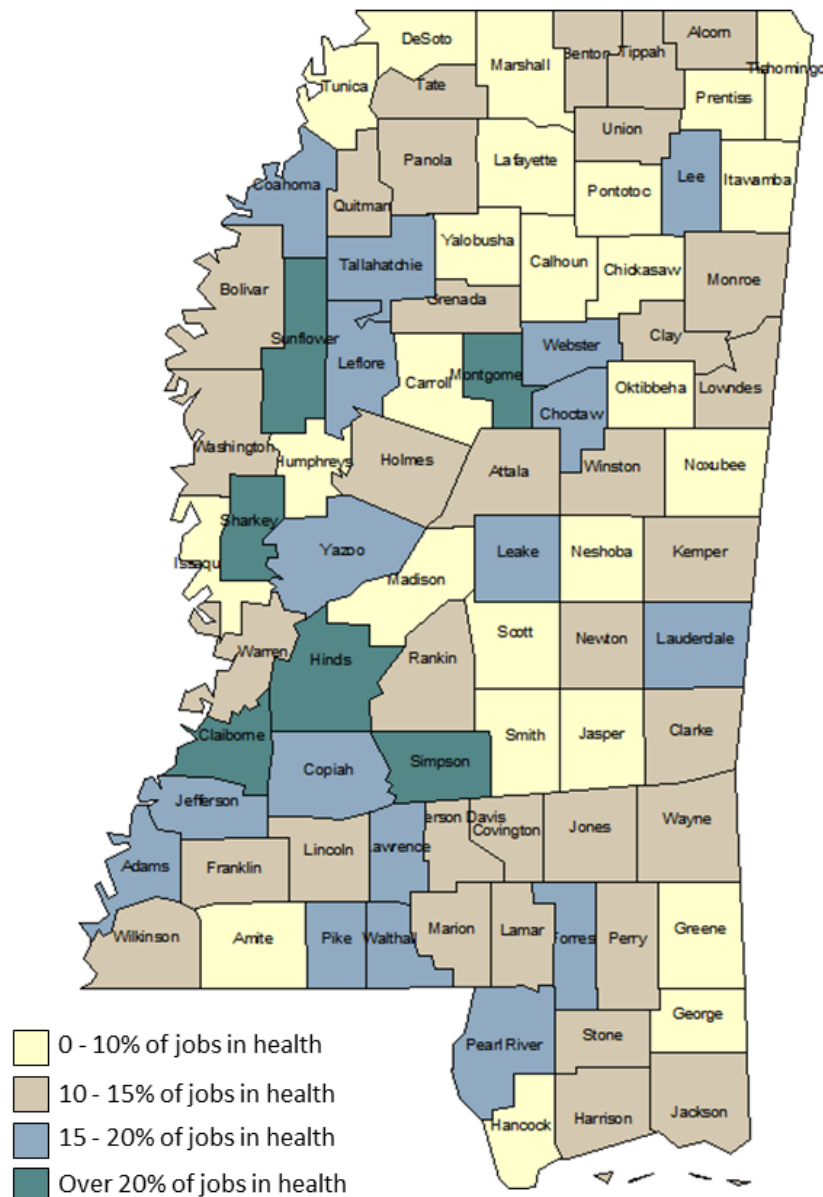 DeSoto
Marshall
Benton
Tippah
Alcorn
Tishomingo
Tunica
Tate
Prentiss
Union
Panola
Lafayette
Coahoma
Quitman
Pontotoc
Lee
Itawamba
Yalobusha
Tallahatchie
Calhoun
Chickasaw
Monroe
Bolivar
Grenada
Sunflower
Webster
Clay
Leflore
Carroll
Montgome
Oktibbeha
Lowndes
Choctaw
Washington
Humphreys
Holmes
Attala
Winston
Noxubee
Sharkey
Yazoo
Leake
Neshoba
Kemper
Issaqu
Madison
Scott
Newton
Lauderdale
Warren
Hinds
Rankin
Claiborne
Simpson
Smith
Jasper
Clarke
Copiah
Jefferson
erson Davis
Covington
Jones
Wayne
Lincoln
Lawrence
Adams
Franklin
Wilkinson
Amite
Pike
Walthal
Marion
Lamar
Forres
Perry
Greene
George
Pearl River
Stone
Hancock
Harrison
Jackson
0 - 10% of jobs in health
10 - 15% of jobs in health
15 - 20% of jobs in health
Over 20% of jobs in health